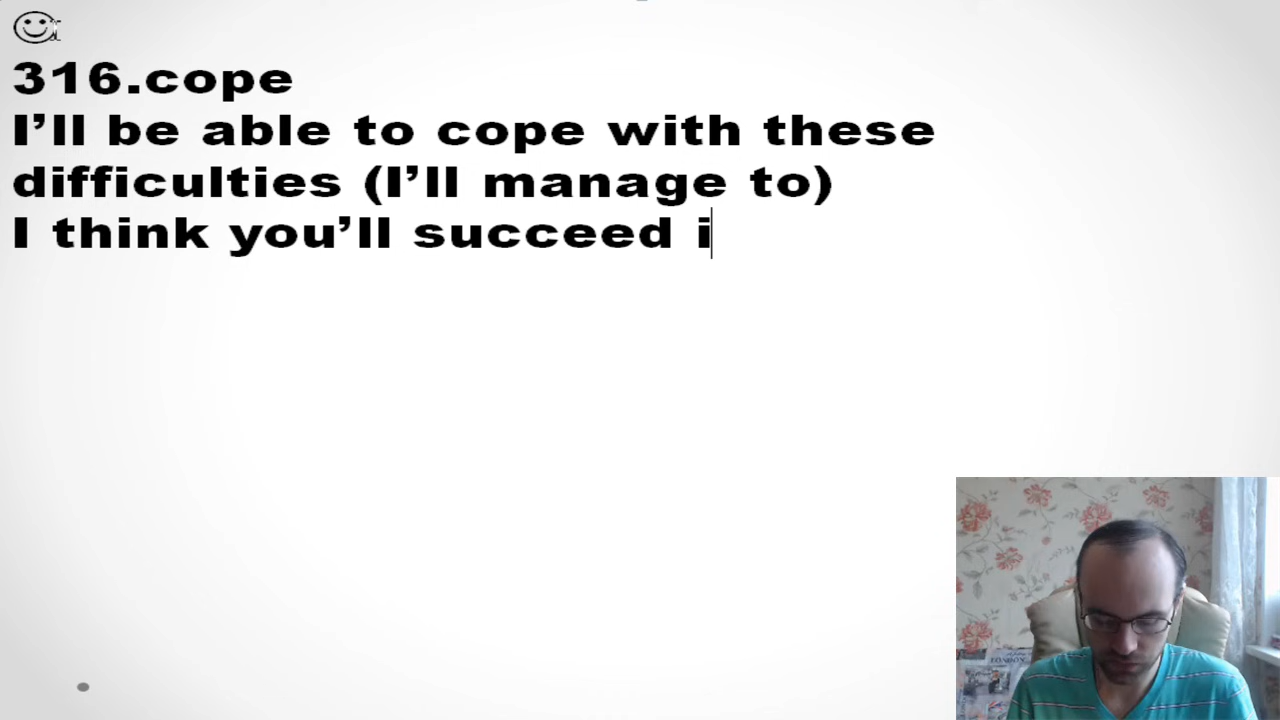 316.cope
I’ll be able to cope with these
difficulties (I’ll manage to)
I think you’ll succeed i